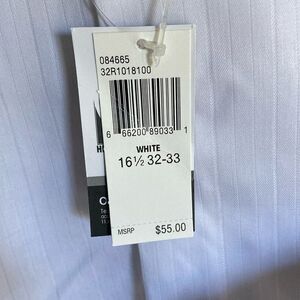 084665
32R1018100
6 66200 89033 1
WHITE
16½ 32-33
MSRP $55.00